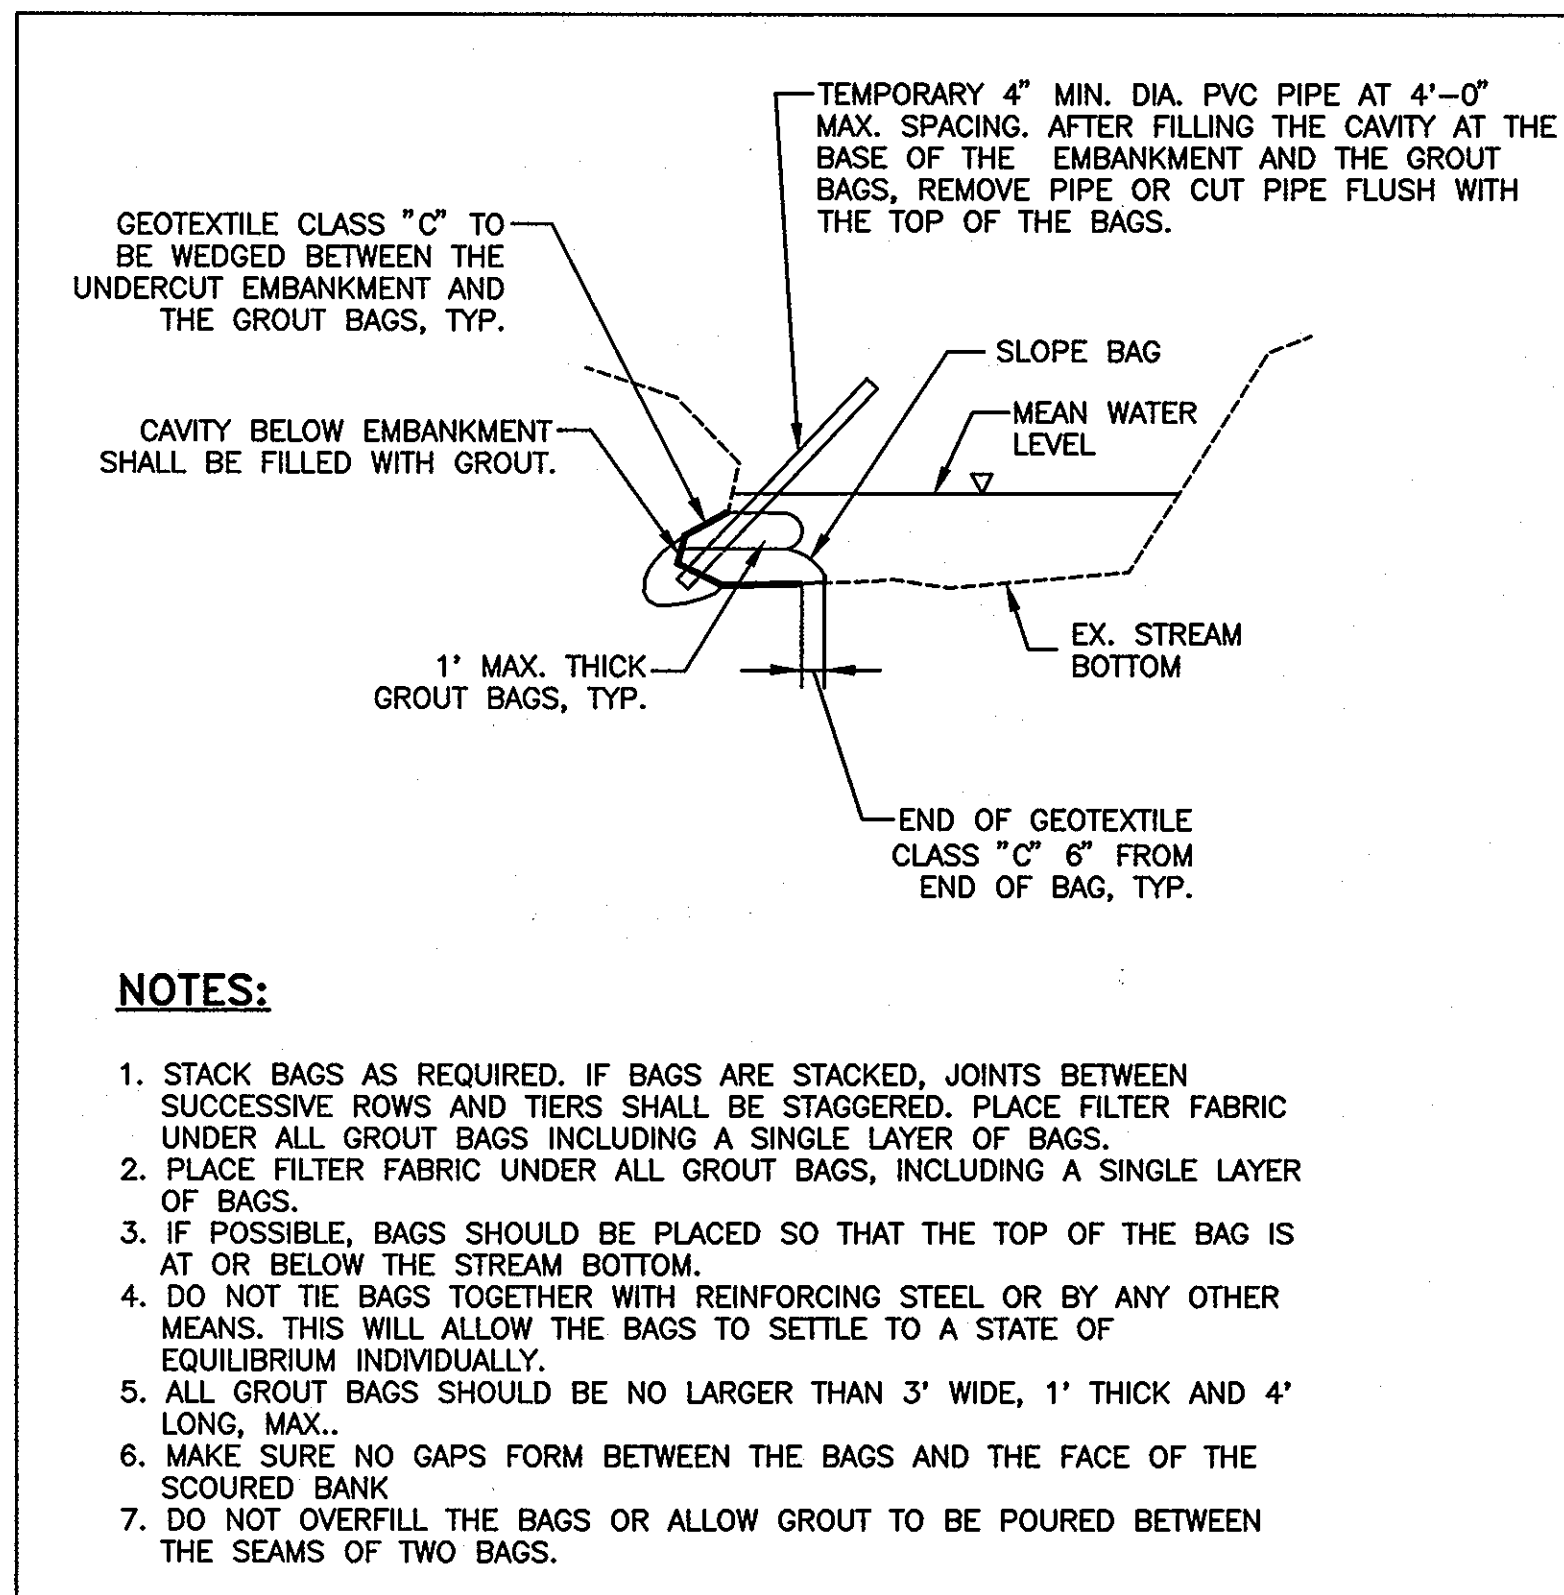 TEMPORARY 4" MIN. DIA. PVC PIPE AT 4'-0"
MAX. SPACING. AFTER FILLING THE CAVITY AT THE
BASE OF THE EMBANKMENT AND THE GROUT
BAGS, REMOVE PIPE OR CUT PIPE FLUSH WITH
THE TOP OF THE BAGS.
GEOTEXTILE CLASS "C" TO
BE WEDGED BETWEEN THE
UNDERCUT EMBANKMENT AND
THE GROUT BAGS, TYP.
SLOPE BAG
MEAN WATER
LEVEL
CAVITY BELOW EMBANKMENT
SHALL BE FILLED WITH GROUT.
EX. STREAM
BOTTOM
1' MAX. THICK
GROUT BAGS, TYP.
END OF GEOTEXTILE
CLASS "C" 6" FROM
END OF BAG, TYP.
NOTES:
1. STACK BAGS AS REQUIRED. IF BAGS ARE STACKED, JOINTS BETWEEN
SUCCESSIVE ROWS AND TIERS SHALL BE STAGGERED. PLACE FILTER FABRIC
UNDER ALL GROUT BAGS INCLUDING A SINGLE LAYER OF BAGS.
2. PLACE FILTER FABRIC UNDER ALL GROUT BAGS, INCLUDING A SINGLE LAYER
OF BAGS.
3. IF POSSIBLE, BAGS SHOULD BE PLACED SO THAT THE TOP OF THE BAG IS
AT OR BELOW THE STREAM BOTTOM.
4. DO NOT TIE BAGS TOGETHER WITH REINFORCING STEEL OR BY ANY OTHER
MEANS. THIS WILL ALLOW THE BAGS TO SETTLE TO A STATE OF
EQUILIBRIUM INDIVIDUALLY.
5. ALL GROUT BAGS SHOULD BE NO LARGER THAN 3' WIDE, 1' THICK AND 4'
LONG, MAX..
6. MAKE SURE NO GAPS FORM BETWEEN THE BAGS AND THE FACE OF THE
SCOURED BANK
7. DO NOT OVERFILL THE BAGS OR ALLOW GROUT TO BE POURED BETWEEN
THE SEAMS OF TWO BAGS.